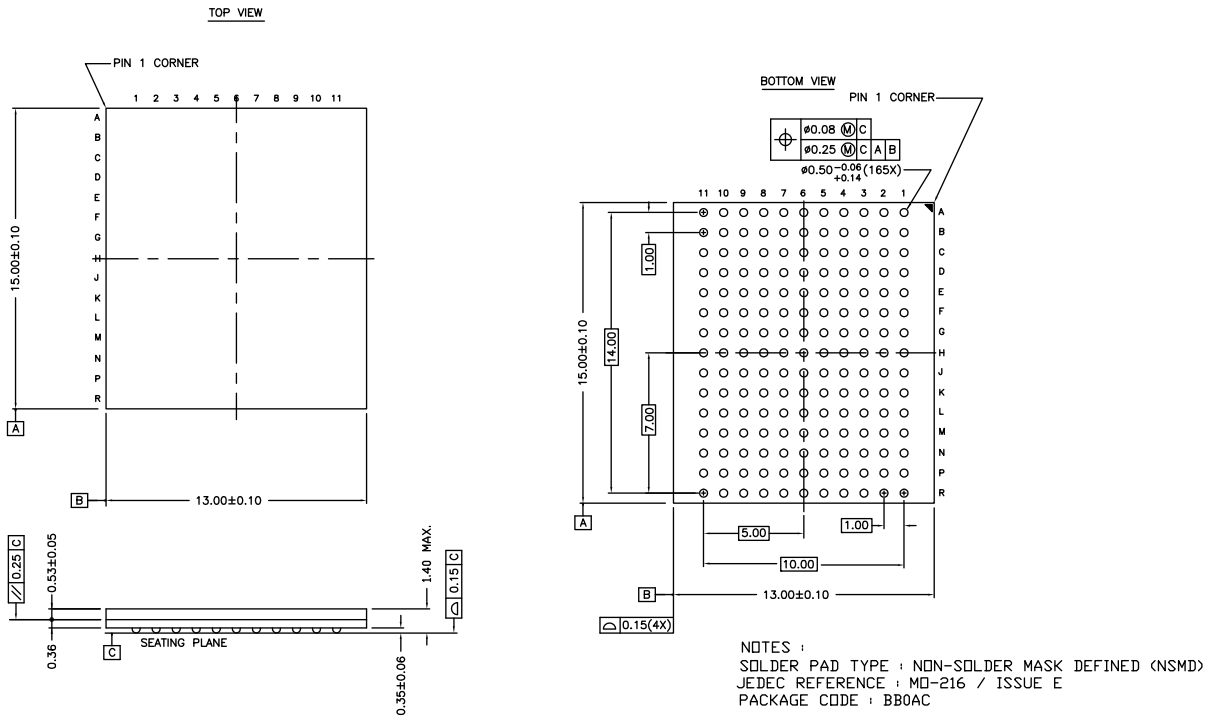 TOP VIEW
PIN 1 CORNER
1 2 3 4 5 6 7 8 9 10 11
A
B
C
D
E
F
G
H
J
K
L
M
N
P
R
15.00±0.10
A
B
13.00±0.10
// 0.25 C
0.53±0.05
0.36
C
SEATING PLANE
1.40 MAX.
0.15 C
0.35±0.06
BOTTOM VIEW
PIN 1 CORNER
ø0.08 Ⓜ C
ø0.25 Ⓜ C A B
ø0.50 -0.06 +0.14 (165X)
11 10 9 8 7 6 5 4 3 2 1
A
B
C
D
E
F
G
H
J
K
L
M
N
P
R
1.00
14.00
15.00±0.10
7.00
A
5.00
1.00
10.00
B
13.00±0.10
0.15(4X)
NOTES :
SOLDER PAD TYPE : NON-SOLDER MASK DEFINED (NSMD)
JEDEC REFERENCE : MO-216 / ISSUE E
PACKAGE CODE : BB0AC